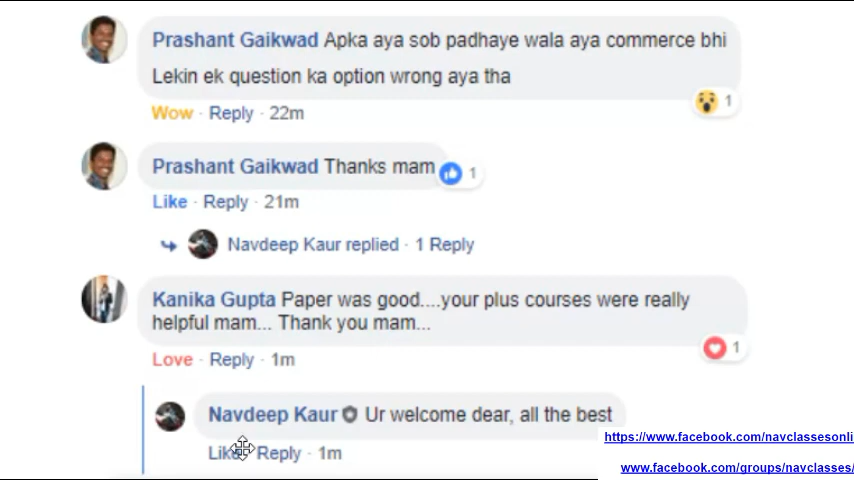 Prashant Gaikwad Apka aya sob padhaye wala aya commerce bhi
Lekin ek question ka option wrong aya tha
1
Wow · Reply · 22m
Prashant Gaikwad Thanks mam
1
Like · Reply · 21m
Navdeep Kaur replied · 1 Reply
Kanika Gupta Paper was good....your plus courses were really
helpful mam... Thank you mam...
1
Love · Reply · 1m
Navdeep Kaur Ur welcome dear, all the best
Like · Reply · 1m
https://www.facebook.com/navclassesonli
www.facebook.com/groups/navclasses/